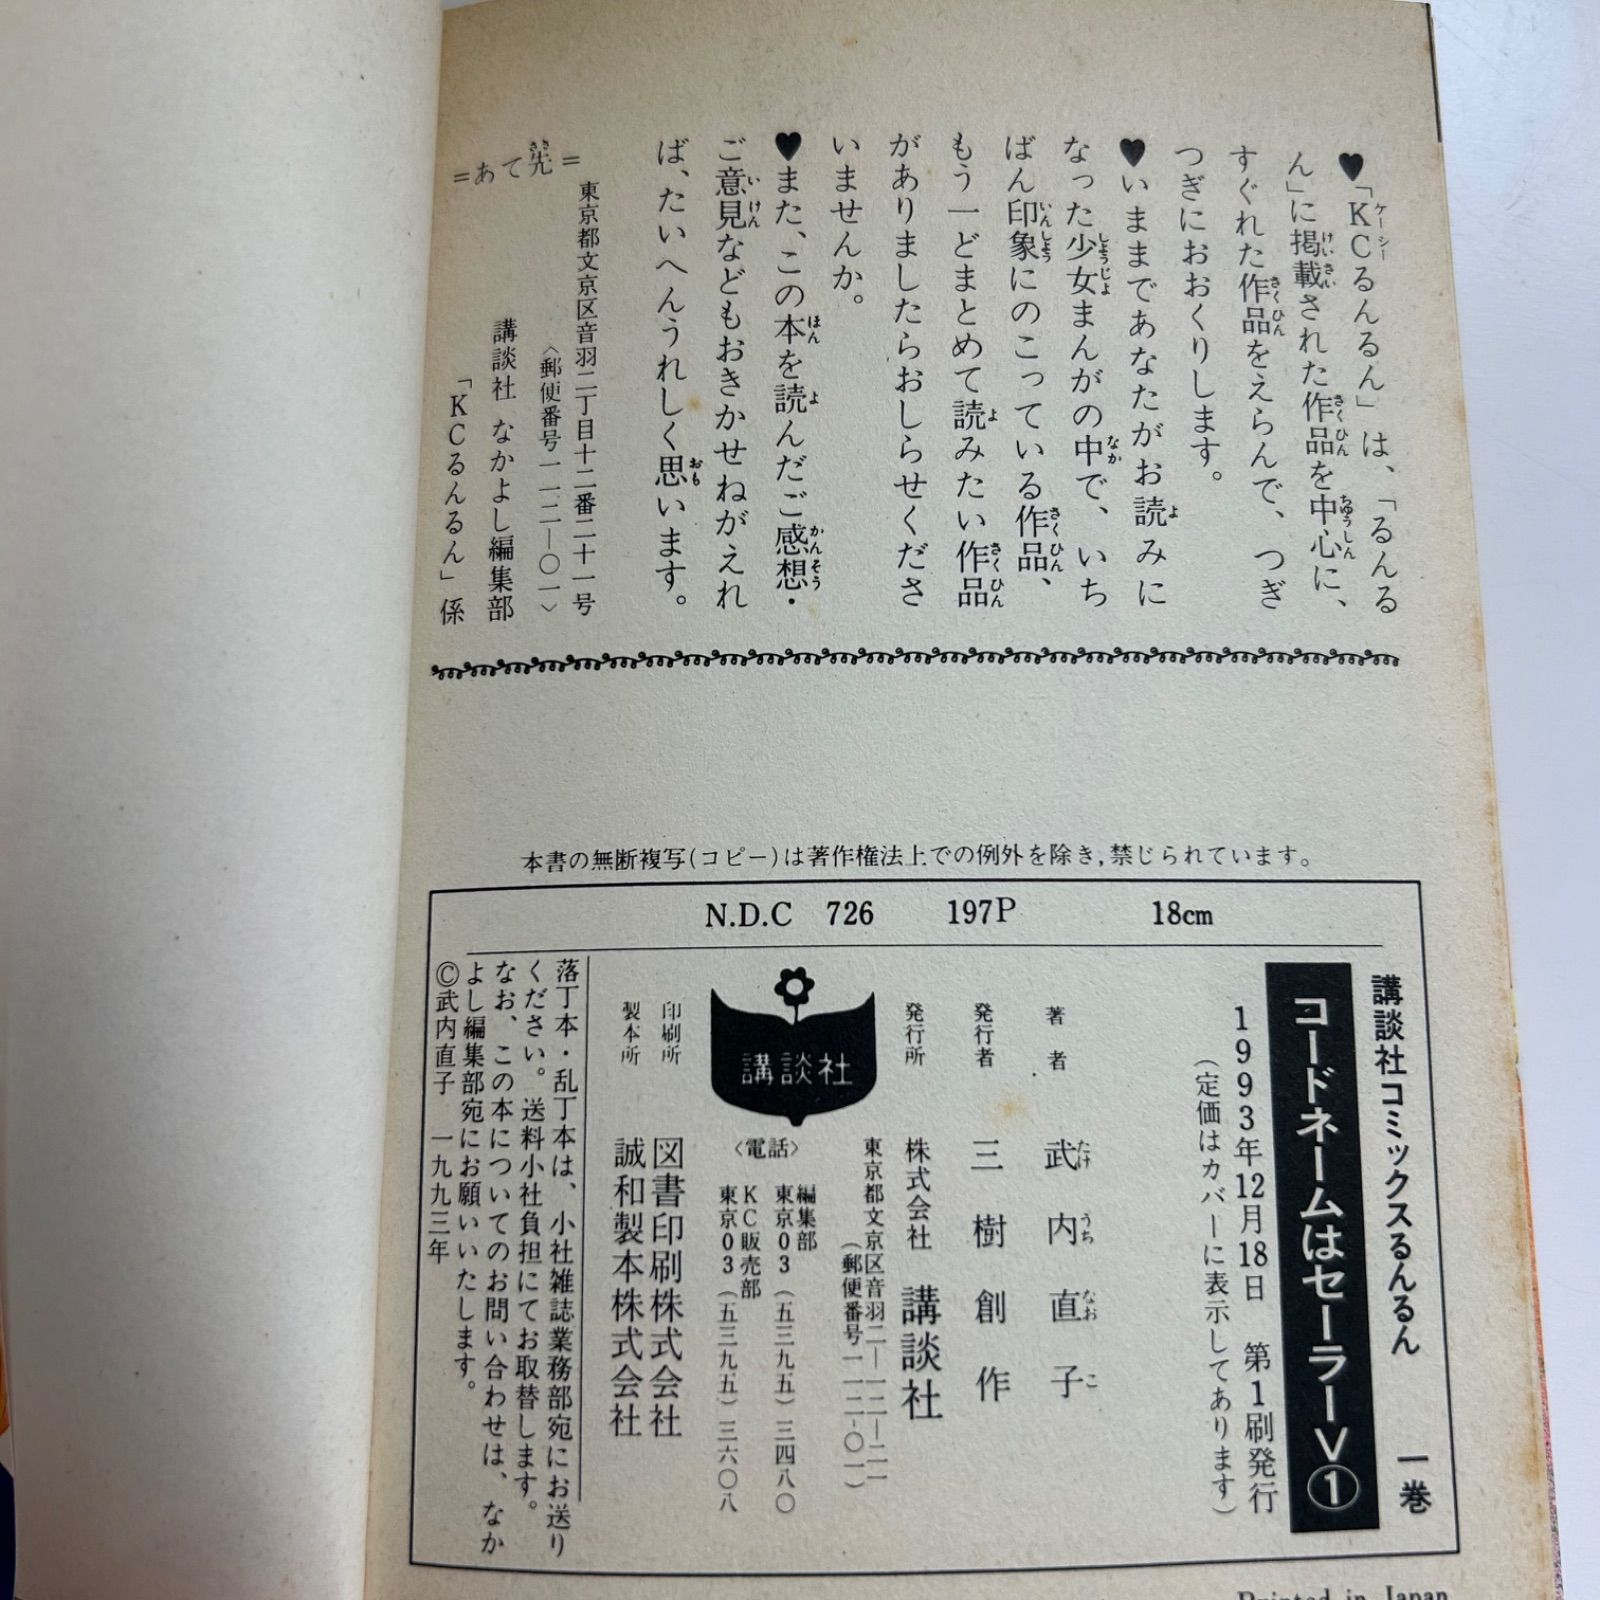 ♥「KCるんるん」は、「るんる
ん」に掲載された作品を中心に、
すぐれた作品をえらんで、つぎ
つぎにおおくりします。
♥いままであなたがお読みに
なった少女まんがの中で、いち
ばん印象にのこっている作品、
もう一どまとめて読みたい作品
がありましたらおしらせくださ
いませんか。
♥また、この本を読んだご感想・
ご意見などもおきかせねがえれ
ば、たいへんうれしく思います。
=あて先=
東京都文京区音羽二丁目十二番二十一号
〈郵便番号一一二―〇一〉
講談社 なかよし編集部
「KCるんるん」係
本書の無断複写(コピー)は著作権法上での例外を除き,禁じられています。
N.D.C 726 197P 18cm
講談社コミックスるんるん 一巻
コードネームはセーラーV①
1993年12月18日 第1刷発行
(定価はカバーに表示してあります)
著者 武内直子
発行者 三樹創作
発行所 株式会社 講談社
東京都文京区音羽二―一二―二一
(郵便番号一一二-〇一)
〈電話〉 編集部
東京03(五三九五)三四八〇
KC販売部
東京03(五三九五)三六〇八
講談社
印刷所 図書印刷株式会社
製本所 誠和製本株式会社
落丁本・乱丁本は、小社雑誌業務部宛にお送り
ください。送料小社負担にてお取替します。
なお、この本についてのお問い合わせは、なか
よし編集部宛にお願いいたします。
©武内直子 一九九三年
Printed in Japan